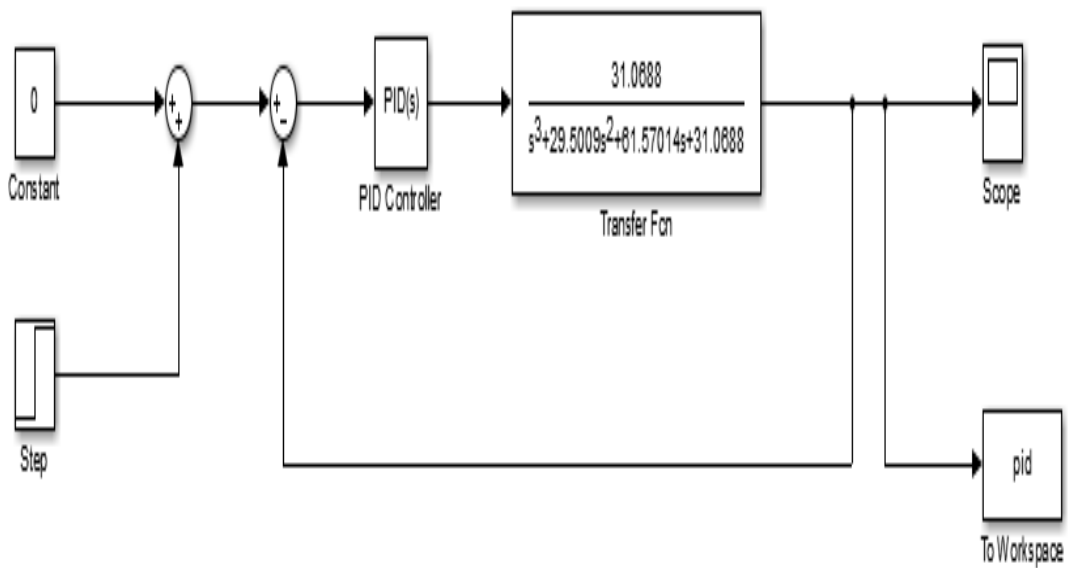 0
Constant
+
+
+
−
PID(s)
PID Controller
31.0688
s³+29.5009s²+61.57014s+31.0688
Transfer Fcn
Scope
Step
pid
To Workspace